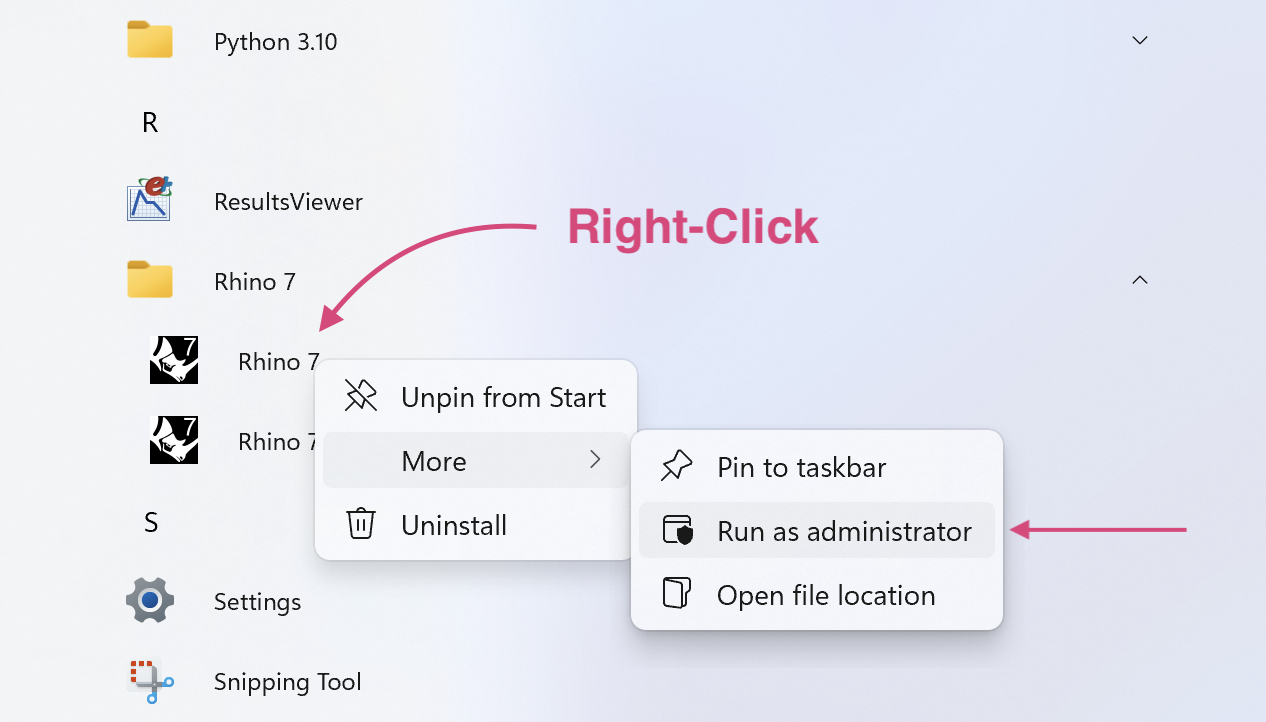 Python 3.10
R
ResultsViewer
Right-Click
Rhino 7
7
Rhino 7
Unpin from Start
7
Rhino 7
More
Pin to taskbar
S
Uninstall
Run as administrator
Settings
Open file location
Snipping Tool